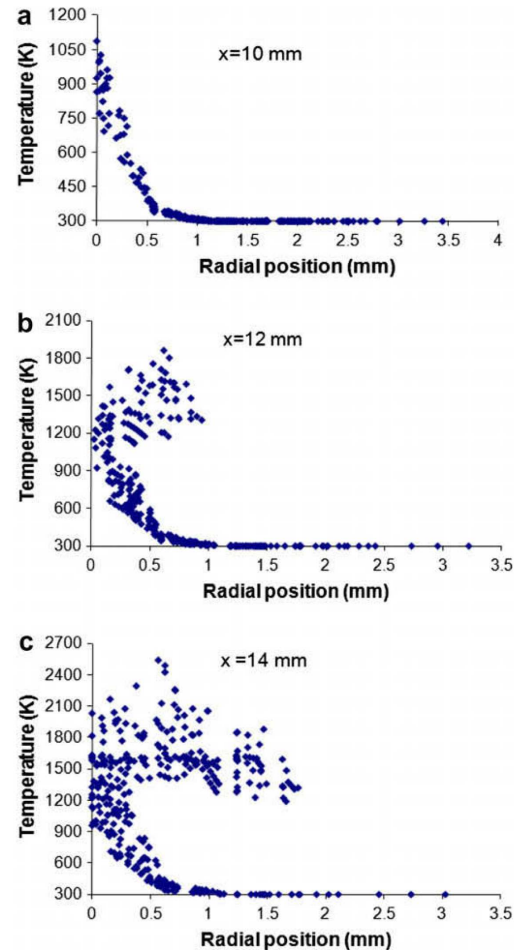 a
1200
1050
900
750
600
450
300
Temperature (K)
x=10 mm
0 0.5 1 1.5 2 2.5 3 3.5 4
Radial position (mm)
b
2100
1800
1500
1200
900
600
300
Temperature (K)
x=12 mm
0 0.5 1 1.5 2 2.5 3 3.5
Radial position (mm)
c
2700
2400
2100
1800
1500
1200
900
600
300
Temperature (K)
x =14 mm
0 0.5 1 1.5 2 2.5 3 3.5
Radial position (mm)